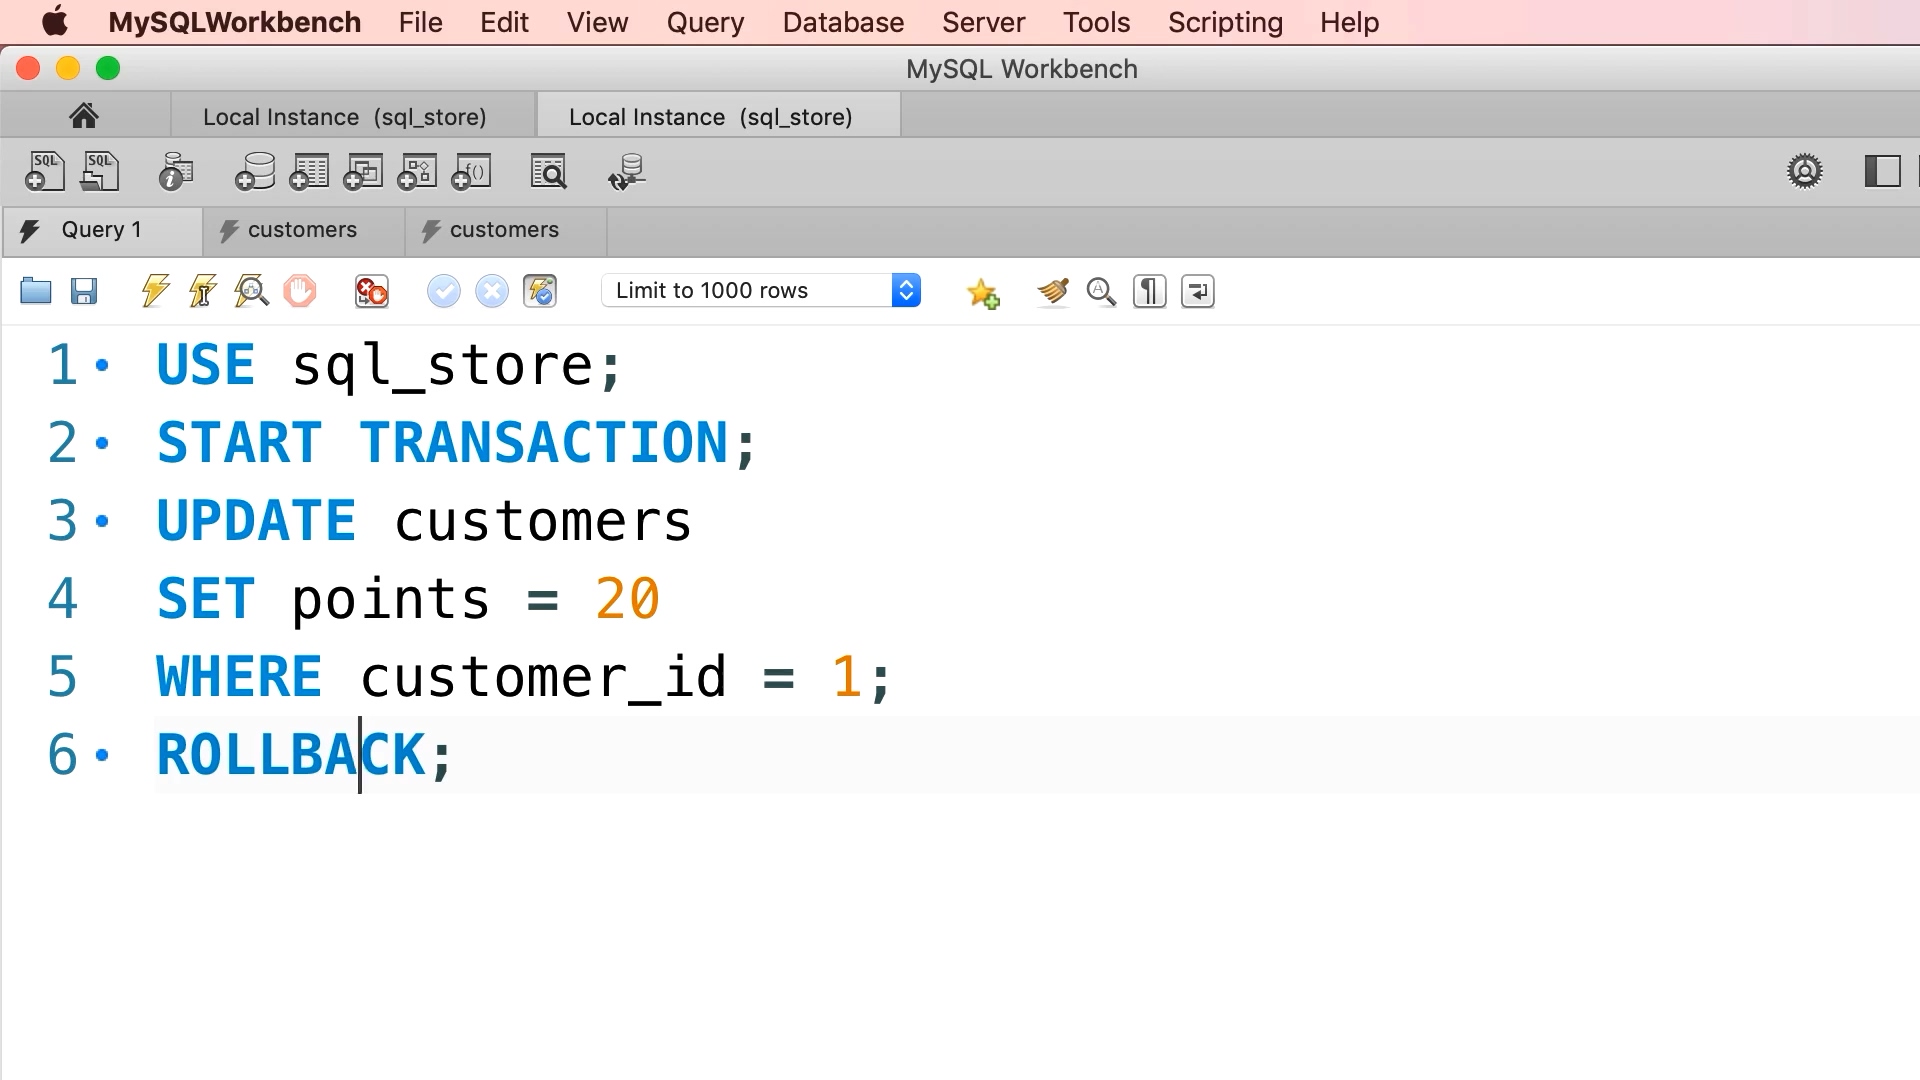 MySQLWorkbench File Edit View Query Database Server Tools Scripting Help
MySQL Workbench
Local Instance (sql_store) Local Instance (sql_store)
SQL SQL f()
Query 1 customers customers
Limit to 1000 rows
1 USE sql_store;
2 START TRANSACTION;
3 UPDATE customers
4 SET points = 20
5 WHERE customer_id = 1;
6 ROLLBACK;